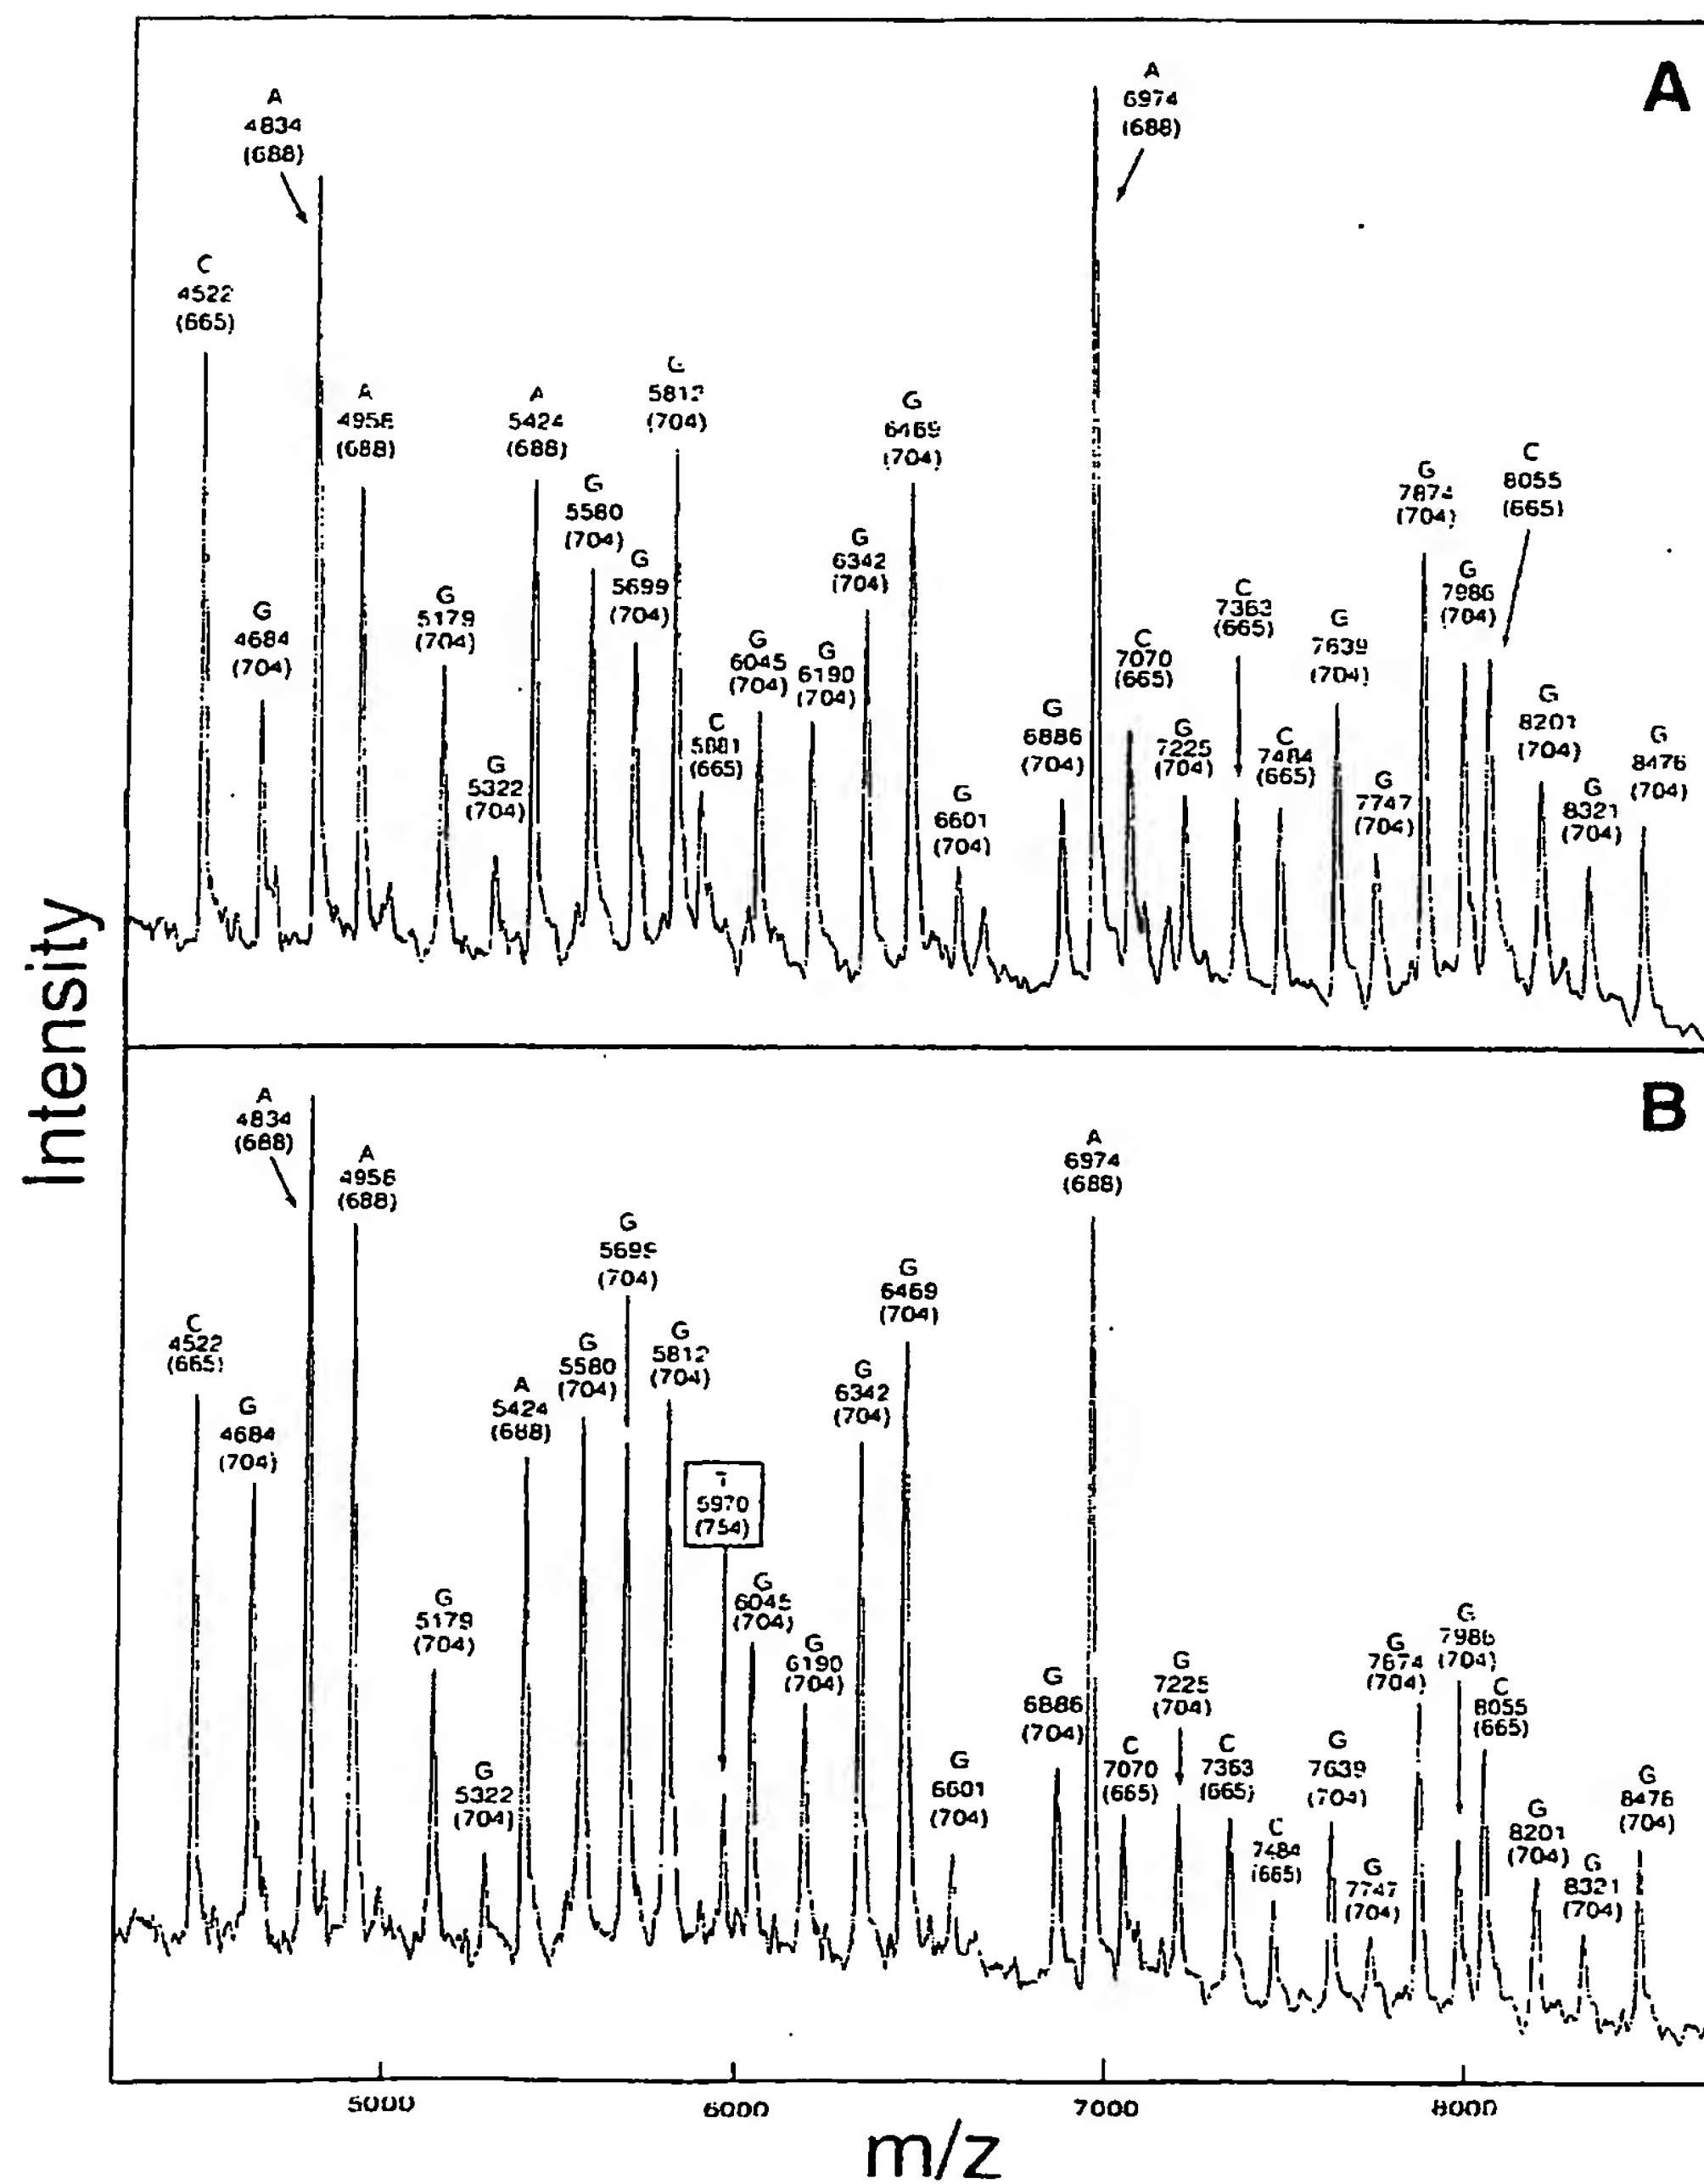 A
A
4834
(688)
A
6974
(688)
C
4522
(665)
A
(688)
A
5424
(688)
5812
(704)
G
(704)
C
8055
(665)
G
7874
(704)
G
5580
(704)
G
5699
(704)
G
6342
(704)
G
7986
(704)
G
4684
(704)
G
5179
(704)
C
7363
(665)
G
7639
(704)
G
6045
(704)
G
6190
(704)
C
7070
(665)
G
8201
(704)
G
6886
(704)
C
5881
(665)
G
7225
(704)
C
7484
(665)
G
8476
(704)
G
5322
(704)
G
6601
(704)
G
7747
(704)
G
8321
(704)
Intensity
B
A
4834
(688)
A
4956
(688)
A
6974
(688)
G
5699
(704)
G
6469
(704)
C
4522
(665)
G
5580
(704)
G
5812
(704)
G
6342
(704)
A
5424
(688)
G
4684
(704)
T
5970
(754)
G
5179
(704)
G
6045
(704)
G
6190
(704)
G
7986
(704)
G
7874
(704)
G
6886
(704)
G
7225
(704)
C
8055
(665)
G
5322
(704)
G
6601
(704)
C
7070
(665)
C
7363
(665)
G
7639
(704)
G
8476
(704)
C
7484
(665)
G
8201
(704)
G
7747
(704)
G
8321
(704)
5000
6000
7000
8000
m/z